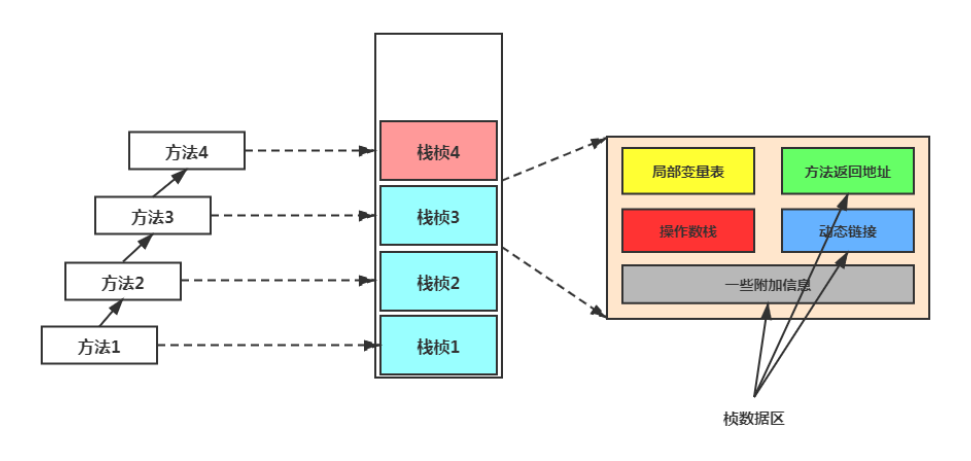 方法4
栈桢4
局部变量表
方法返回地址
方法3
栈桢3
操作数栈
动态链接
方法2
栈桢2
一些附加信息
方法1
栈桢1
桢数据区